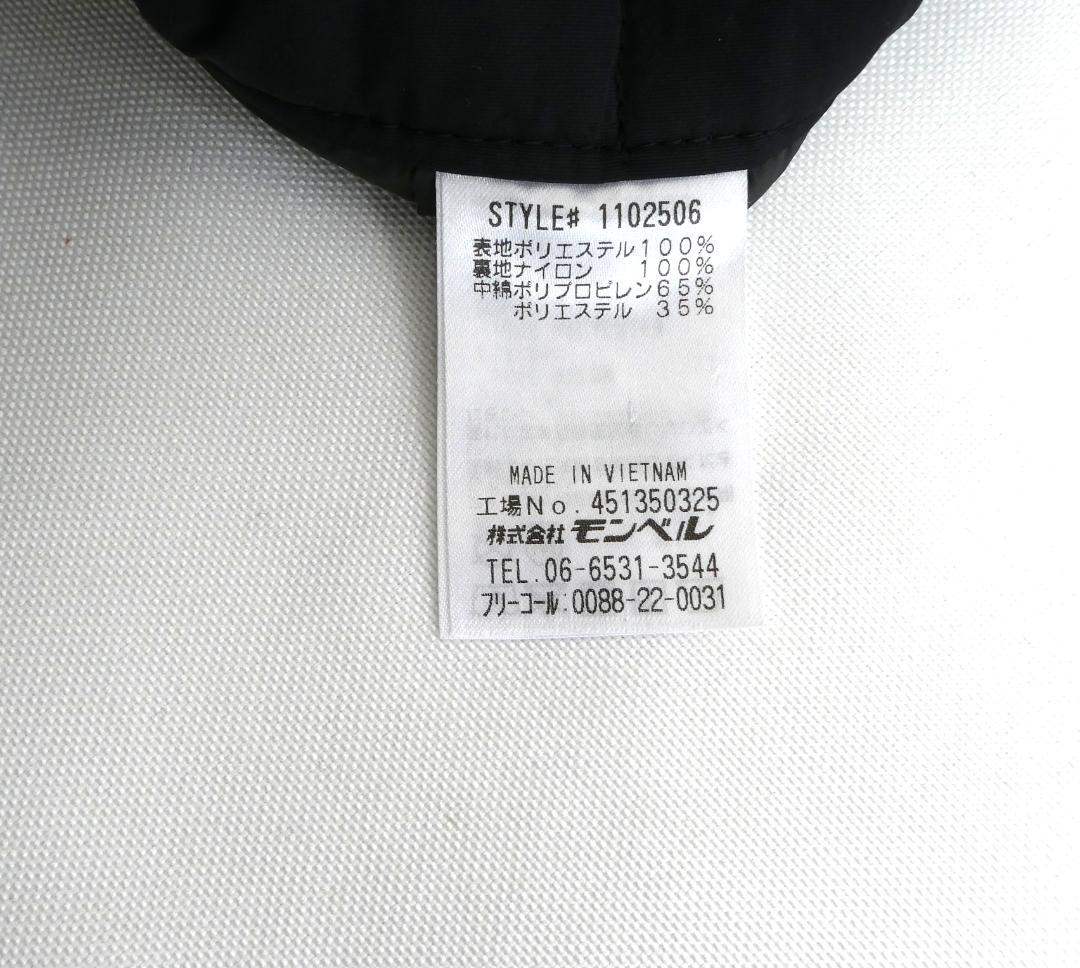 STYLE# 1102506
表地ポリエステル100%
裏地ナイロン 100%
中綿ポリプロピレン65%
ポリエステル 35%
MADE IN VIETNAM
工場No. 451350325
株式会社モンベル
TEL.06-6531-3544
フリーコール:0088-22-0031